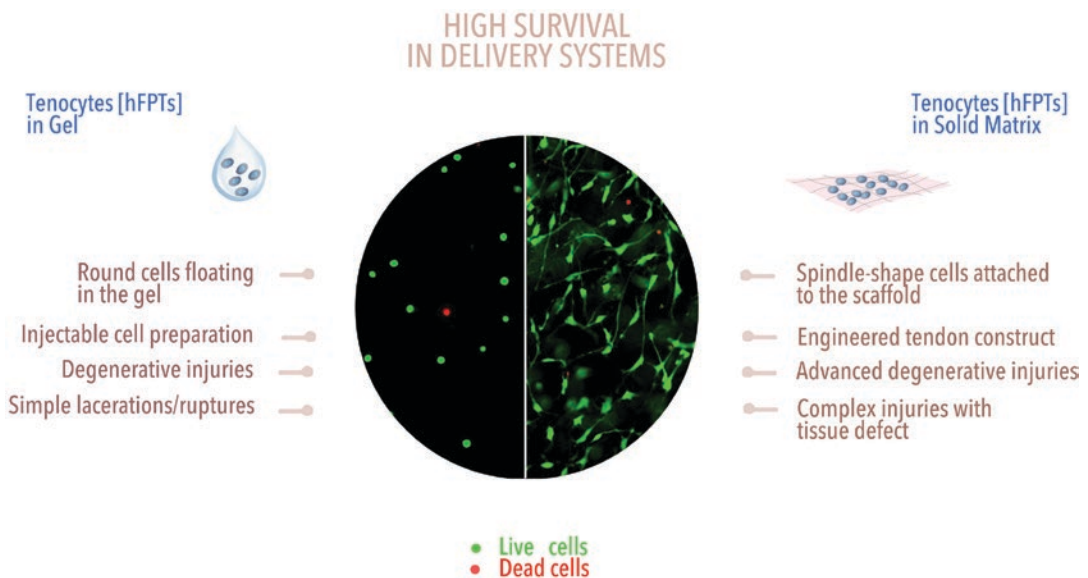 HIGH SURVIVAL
IN DELIVERY SYSTEMS
Tenocytes [hFPTs]
in Gel
Round cells floating
in the gel
Injectable cell preparation
Degenerative injuries
Simple lacerations/ruptures
Tenocytes [hFPTs]
in Solid Matrix
Spindle-shape cells attached
to the scaffold
Engineered tendon construct
Advanced degenerative injuries
Complex injuries with
tissue defect
Live cells
Dead cells